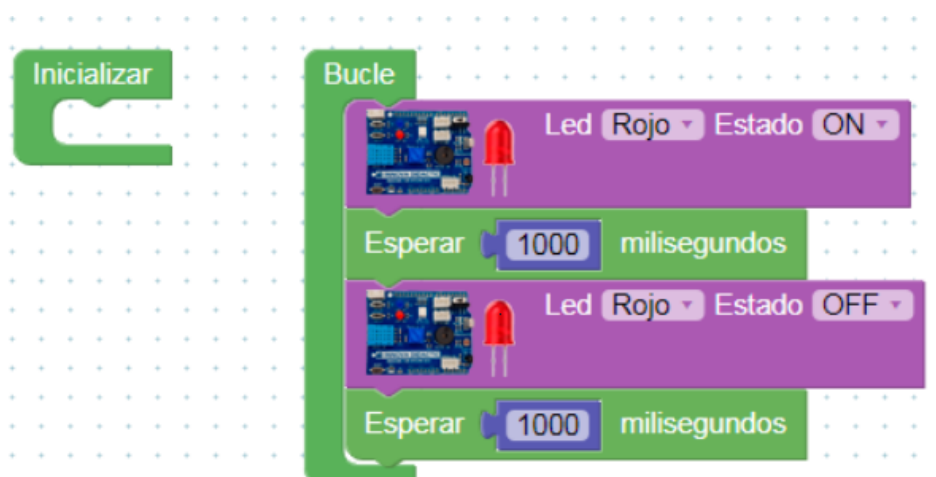 Inicializar
Bucle
Led Rojo Estado ON
Esperar 1000 milisegundos
Led Rojo Estado OFF
Esperar 1000 milisegundos